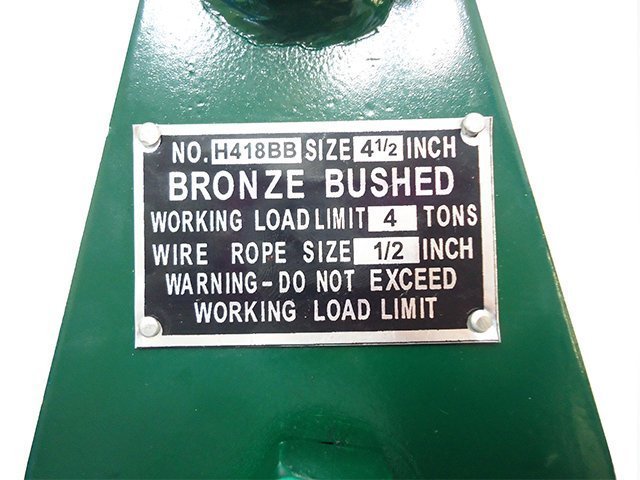 NO. H418BB SIZE 4 1/2 INCH
BRONZE BUSHED
WORKING LOAD LIMIT 4 TONS
WIRE ROPE SIZE 1/2 INCH
WARNING - DO NOT EXCEED
WORKING LOAD LIMIT